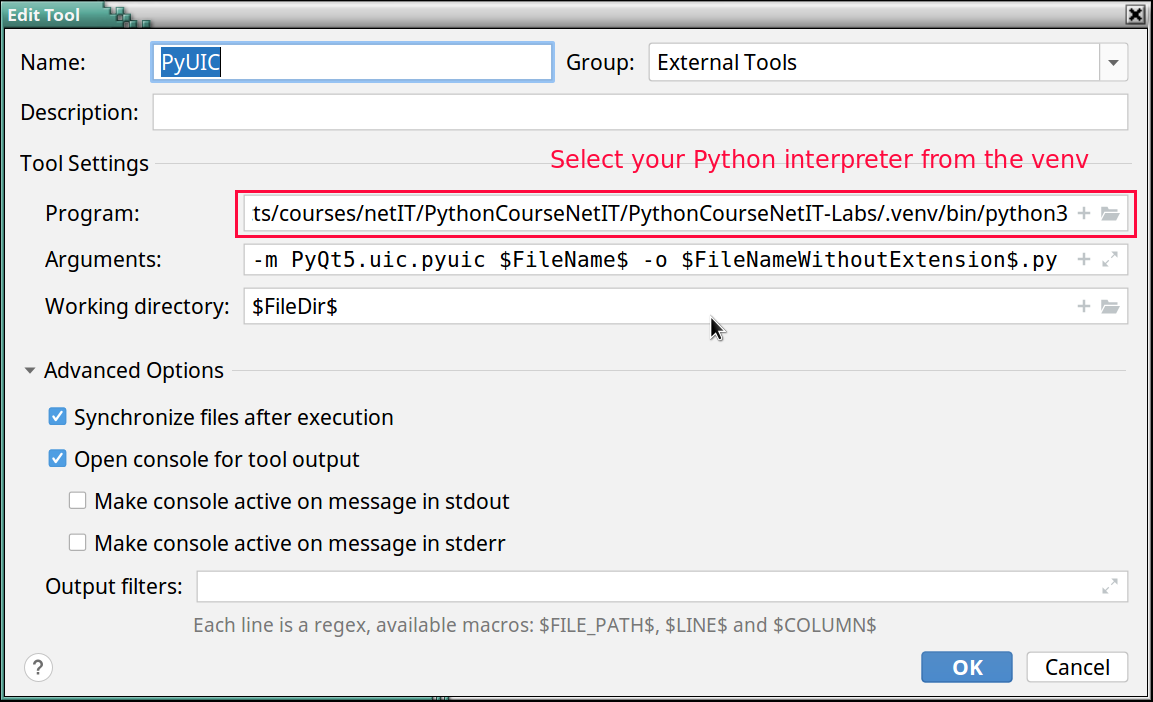 Edit Tool
Name: PyUIC Group: External Tools
Description:
Tool Settings
Select your Python interpreter from the venv
Program: ts/courses/netIT/PythonCourseNetIT/PythonCourseNetIT-Labs/.venv/bin/python3
Arguments: -m PyQt5.uic.pyuic $FileName$ -o $FileNameWithoutExtension$.py
Working directory: $FileDir$
Advanced Options
Synchronize files after execution
Open console for tool output
Make console active on message in stdout
Make console active on message in stderr
Output filters:
Each line is a regex, available macros: $FILE_PATH$, $LINE$ and $COLUMN$
? OK Cancel